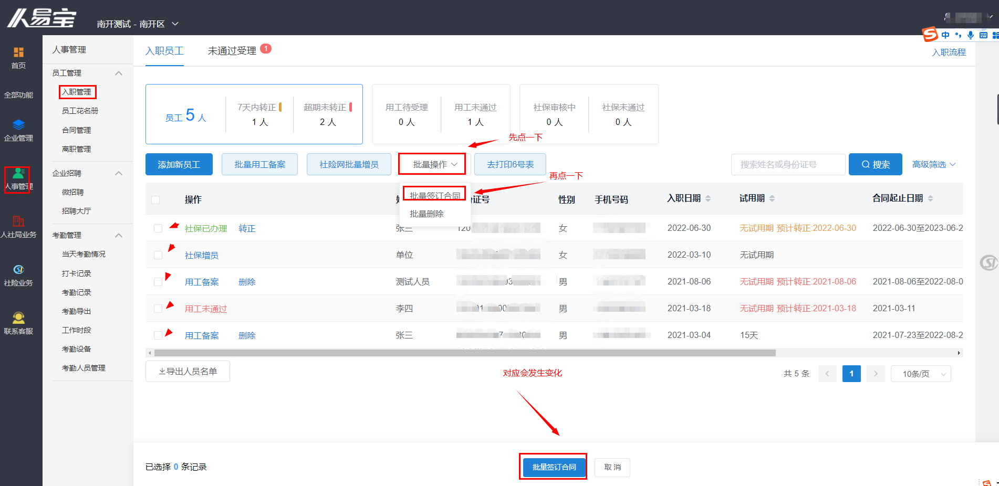 人易宝
南开测试 - 南开区
中
首页
全部功能
企业管理
人事管理
人社局业务
社险业务
联系客服
人事管理
员工管理
入职管理
员工花名册
合同管理
离职管理
企业招聘
微招聘
招聘大厅
考勤管理
当天考勤情况
打卡记录
考勤记录
考勤导出
工作时段
考勤设备
考勤人员管理
入职员工 未通过受理 1
入职流程
员工 5 人 7天内转正 1 人 超期未转正 2 人
用工待受理 0 人 用工未通过 1 人
社保审核中 0 人 社保未通过 0 人
先点一下
添加新员工 批量用工备案 社险网批量增员 批量操作 去打印6号表 搜索姓名或身份证号 搜索 高级筛选
再点一下
批量签订合同
批量删除
操作 证号 性别 手机号码 入职日期 试用期 合同起止日期
社保已办理 转正 张三 120 女 2022-06-30 无试用期 预计转正:2022-06-30 2022-06-30至2023-06-2
社保增员 单位 女 2022-03-10 无试用期
用工备案 删除 测试人员 男 2021-08-06 无试用期 预计转正:2021-08-06 2021-08-06至2022-08-0
用工未通过 李四 男 2021-03-18 无试用期 预计转正:2021-03-18 2021-03-11
用工备案 删除 张三 男 2021-03-04 15天 2021-07-23至2022-08-2
导出人员名单
对应会发生变化
共 5 条 1 10条/页
已选择 0 条记录 批量签订合同 取 消